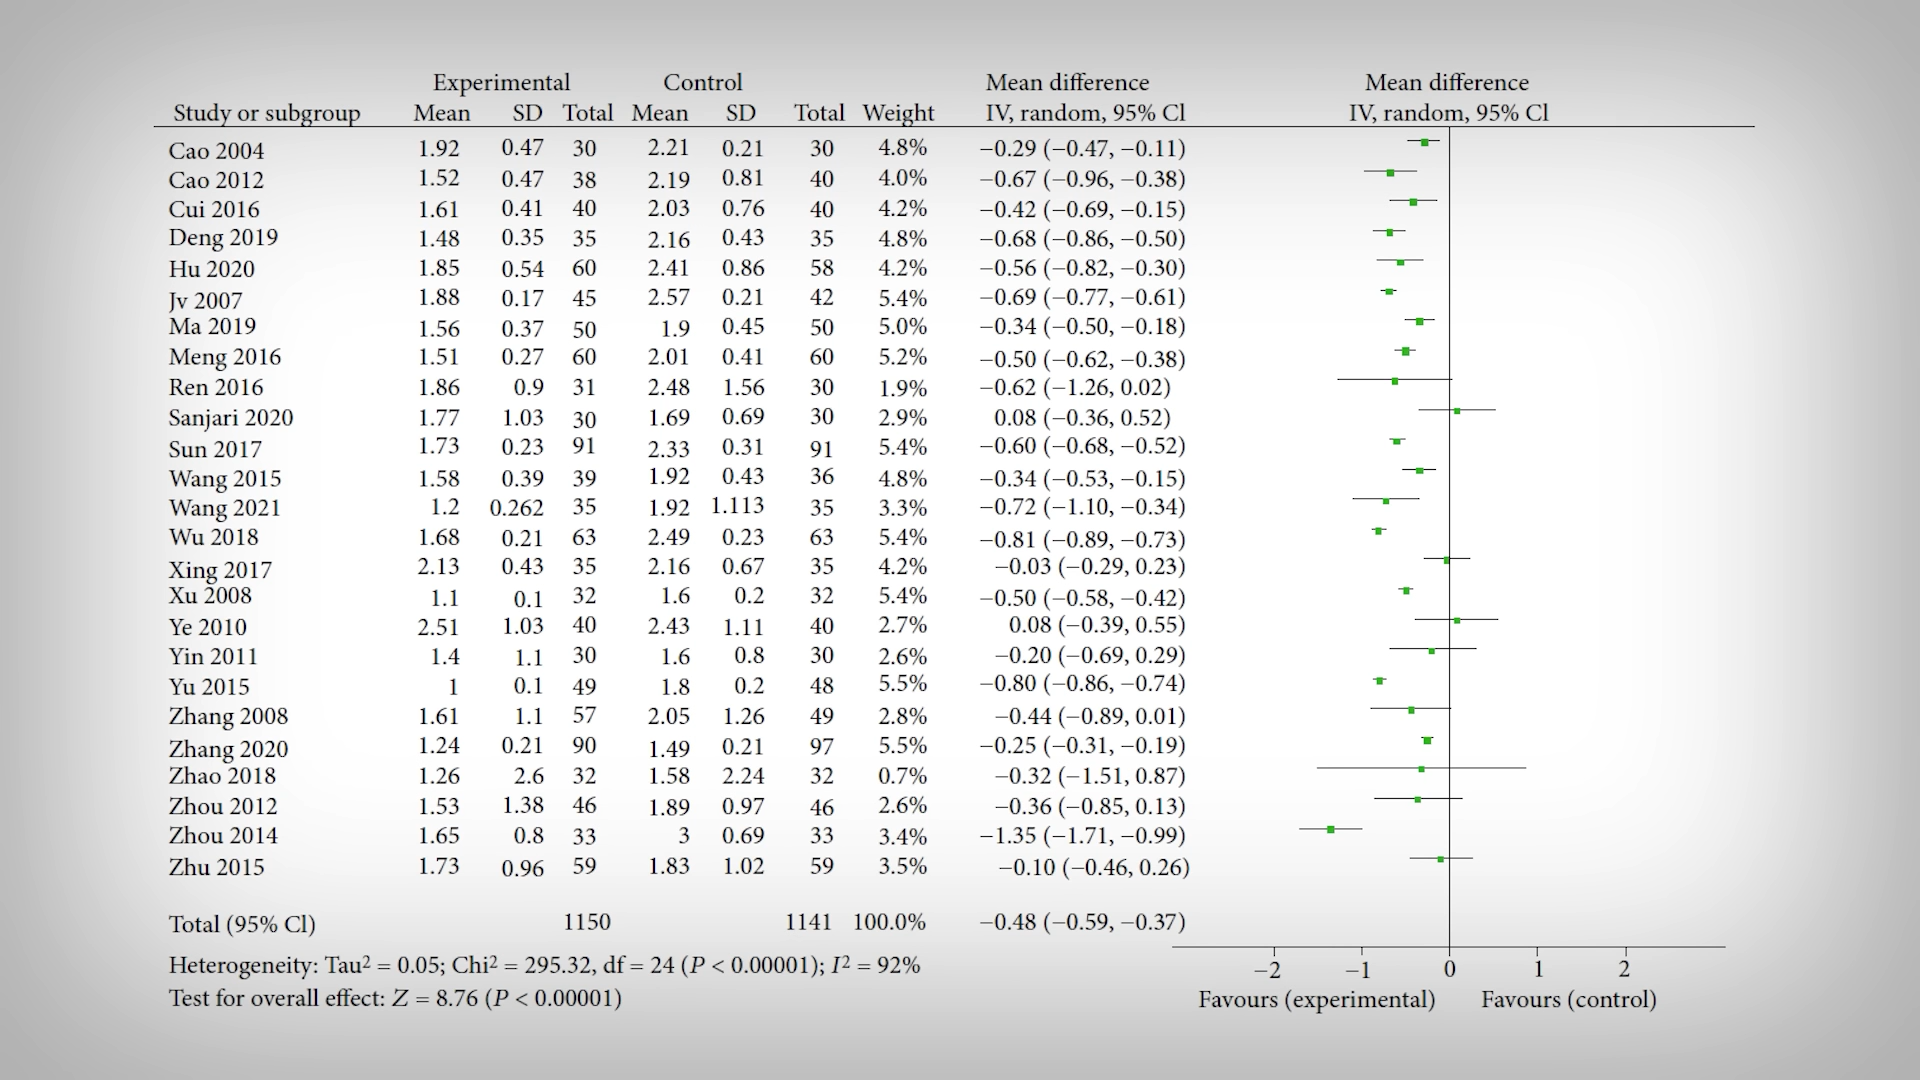 Experimental Control Mean difference Mean difference
Study or subgroup Mean SD Total Mean SD Total Weight IV, random, 95% Cl IV, random, 95% Cl
Cao 2004 1.92 0.47 30 2.21 0.21 30 4.8% −0.29 (−0.47, −0.11)
Cao 2012 1.52 0.47 38 2.19 0.81 40 4.0% −0.67 (−0.96, −0.38)
Cui 2016 1.61 0.41 40 2.03 0.76 40 4.2% −0.42 (−0.69, −0.15)
Deng 2019 1.48 0.35 35 2.16 0.43 35 4.8% −0.68 (−0.86, −0.50)
Hu 2020 1.85 0.54 60 2.41 0.86 58 4.2% −0.56 (−0.82, −0.30)
Jv 2007 1.88 0.17 45 2.57 0.21 42 5.4% −0.69 (−0.77, −0.61)
Ma 2019 1.56 0.37 50 1.9 0.45 50 5.0% −0.34 (−0.50, −0.18)
Meng 2016 1.51 0.27 60 2.01 0.41 60 5.2% −0.50 (−0.62, −0.38)
Ren 2016 1.86 0.9 31 2.48 1.56 30 1.9% −0.62 (−1.26, 0.02)
Sanjari 2020 1.77 1.03 30 1.69 0.69 30 2.9% 0.08 (−0.36, 0.52)
Sun 2017 1.73 0.23 91 2.33 0.31 91 5.4% −0.60 (−0.68, −0.52)
Wang 2015 1.58 0.39 39 1.92 0.43 36 4.8% −0.34 (−0.53, −0.15)
Wang 2021 1.2 0.262 35 1.92 1.113 35 3.3% −0.72 (−1.10, −0.34)
Wu 2018 1.68 0.21 63 2.49 0.23 63 5.4% −0.81 (−0.89, −0.73)
Xing 2017 2.13 0.43 35 2.16 0.67 35 4.2% −0.03 (−0.29, 0.23)
Xu 2008 1.1 0.1 32 1.6 0.2 32 5.4% −0.50 (−0.58, −0.42)
Ye 2010 2.51 1.03 40 2.43 1.11 40 2.7% 0.08 (−0.39, 0.55)
Yin 2011 1.4 1.1 30 1.6 0.8 30 2.6% −0.20 (−0.69, 0.29)
Yu 2015 1 0.1 49 1.8 0.2 48 5.5% −0.80 (−0.86, −0.74)
Zhang 2008 1.61 1.1 57 2.05 1.26 49 2.8% −0.44 (−0.89, 0.01)
Zhang 2020 1.24 0.21 90 1.49 0.21 97 5.5% −0.25 (−0.31, −0.19)
Zhao 2018 1.26 2.6 32 1.58 2.24 32 0.7% −0.32 (−1.51, 0.87)
Zhou 2012 1.53 1.38 46 1.89 0.97 46 2.6% −0.36 (−0.85, 0.13)
Zhou 2014 1.65 0.8 33 3 0.69 33 3.4% −1.35 (−1.71, −0.99)
Zhu 2015 1.73 0.96 59 1.83 1.02 59 3.5% −0.10 (−0.46, 0.26)
Total (95% Cl) 1150 1141 100.0% −0.48 (−0.59, −0.37)
Heterogeneity: Tau² = 0.05; Chi² = 295.32, df = 24 (P < 0.00001); I² = 92%
Test for overall effect: Z = 8.76 (P < 0.00001)
−2 −1 0 1 2
Favours (experimental) Favours (control)